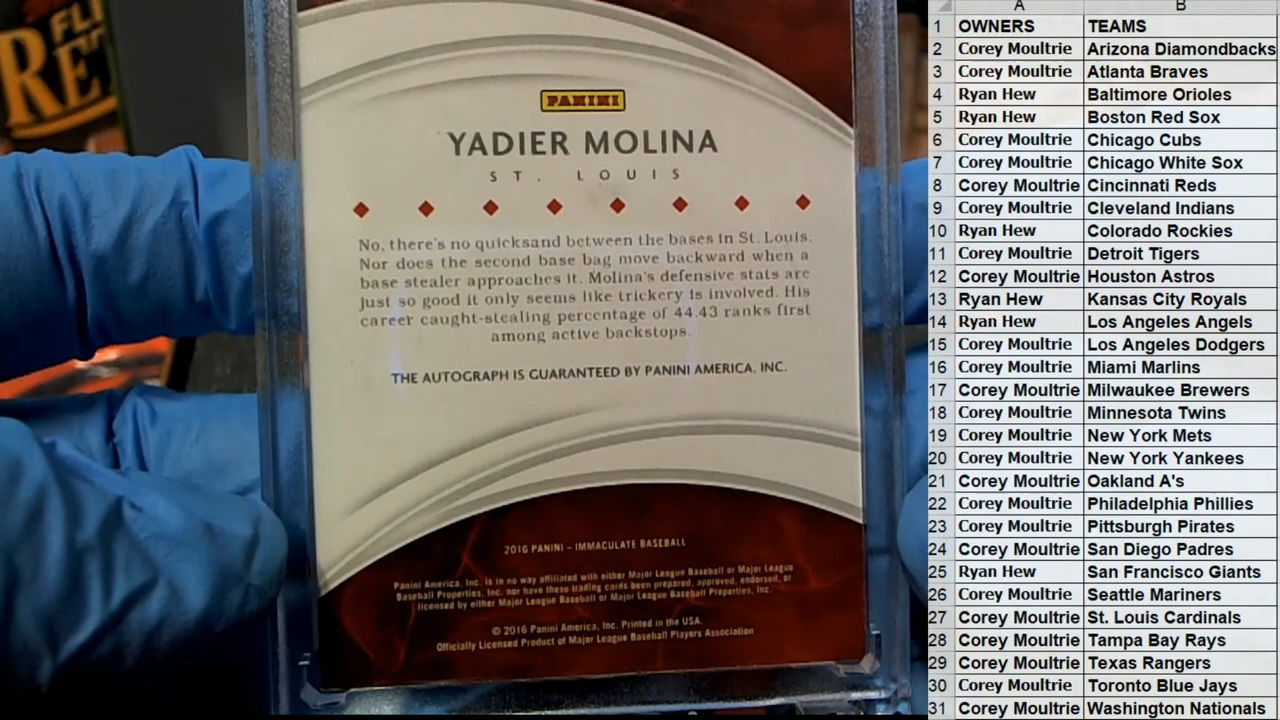 FL
RE
PANINI
YADIER MOLINA
ST. LOUIS
No, there's no quicksand between the bases in St. Louis.
Nor does the second base bag move backward when a
base stealer approaches it. Molina's defensive stats are
just so good it only seems like trickery is involved. His
career caught-stealing percentage of 44.43 ranks first
among active backstops.
THE AUTOGRAPH IS GUARANTEED BY PANINI AMERICA, INC.
2016 PANINI – IMMACULATE BASEBALL
Panini America, Inc. is in no way affiliated with either Major League Baseball or Major League
Baseball Properties, Inc. nor have these trading cards been prepared, approved, endorsed, or
licensed by either Major League Baseball or Major League Baseball Properties, Inc.
© 2016 Panini America, Inc. Printed in the USA.
Officially Licensed Product of Major League Baseball Players Association
A B
1 OWNERS TEAMS
2 Corey Moultrie Arizona Diamondbacks
3 Corey Moultrie Atlanta Braves
4 Ryan Hew Baltimore Orioles
5 Ryan Hew Boston Red Sox
6 Corey Moultrie Chicago Cubs
7 Corey Moultrie Chicago White Sox
8 Corey Moultrie Cincinnati Reds
9 Corey Moultrie Cleveland Indians
10 Ryan Hew Colorado Rockies
11 Corey Moultrie Detroit Tigers
12 Corey Moultrie Houston Astros
13 Ryan Hew Kansas City Royals
14 Ryan Hew Los Angeles Angels
15 Corey Moultrie Los Angeles Dodgers
16 Corey Moultrie Miami Marlins
17 Corey Moultrie Milwaukee Brewers
18 Corey Moultrie Minnesota Twins
19 Corey Moultrie New York Mets
20 Corey Moultrie New York Yankees
21 Corey Moultrie Oakland A's
22 Corey Moultrie Philadelphia Phillies
23 Corey Moultrie Pittsburgh Pirates
24 Corey Moultrie San Diego Padres
25 Ryan Hew San Francisco Giants
26 Corey Moultrie Seattle Mariners
27 Corey Moultrie St. Louis Cardinals
28 Corey Moultrie Tampa Bay Rays
29 Corey Moultrie Texas Rangers
30 Corey Moultrie Toronto Blue Jays
31 Corey Moultrie Washington Nationals